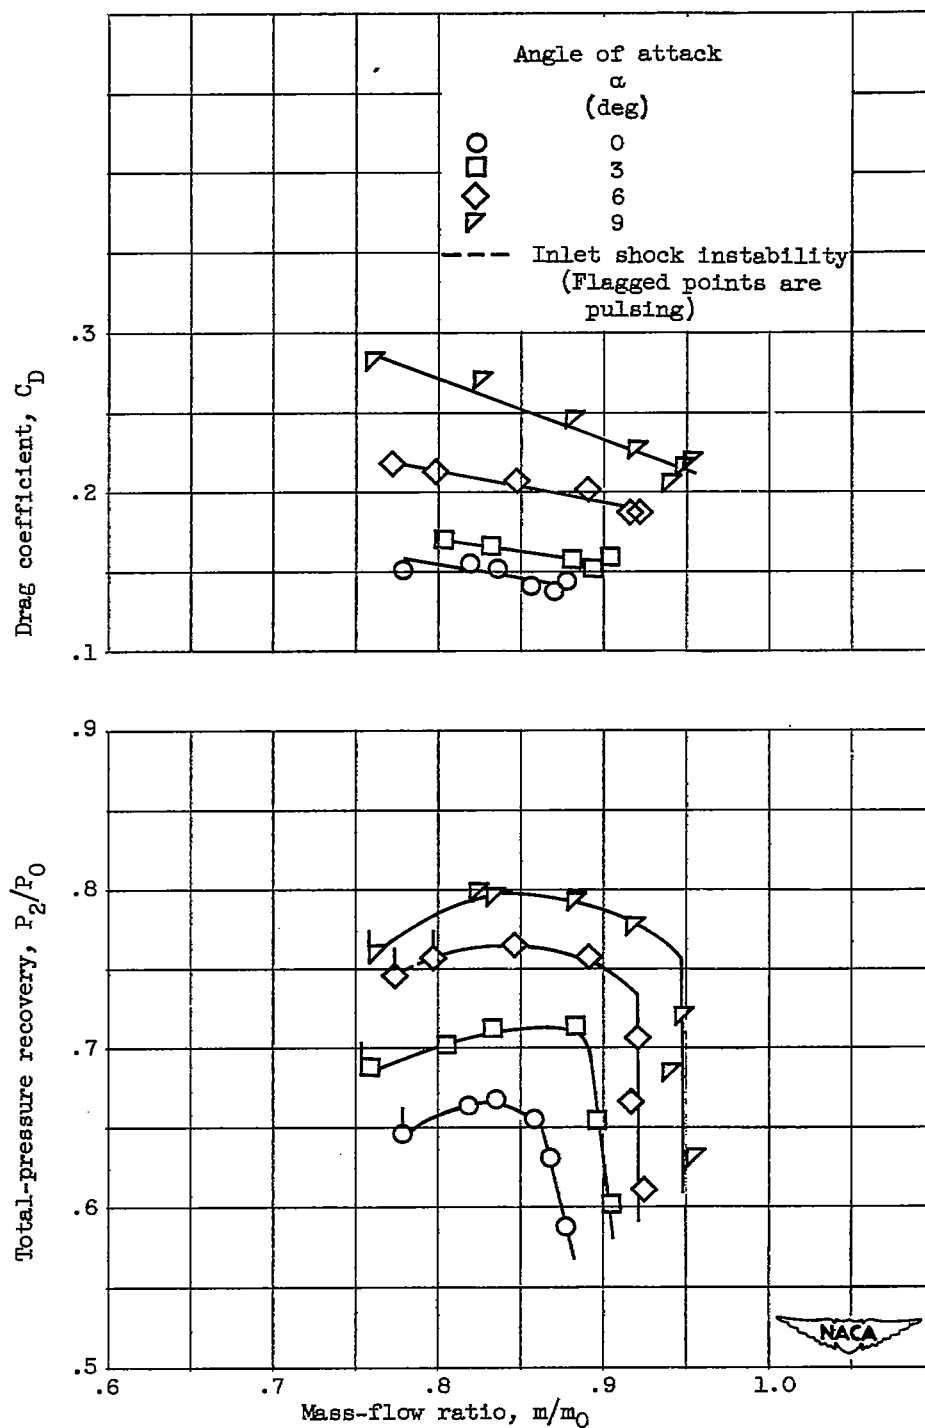 Angle of attack
α
(deg)
0
3
6
9
Inlet shock instability
(Flagged points are
pulsing)
.3
.2
.1
Drag coefficient, C_D
.9
.8
.7
.6
.5
Total-pressure recovery, P_2/P_0
NACA
.6 .7 .8 .9 1.0
Mass-flow ratio, m/m_0